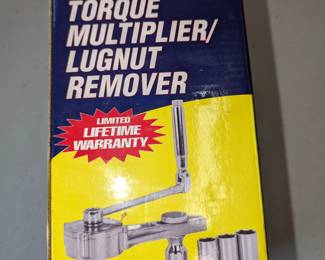 TORQUE
MULTIPLIER/
LUGNUT
REMOVER
LIMITED
LIFETIME
WARRANTY